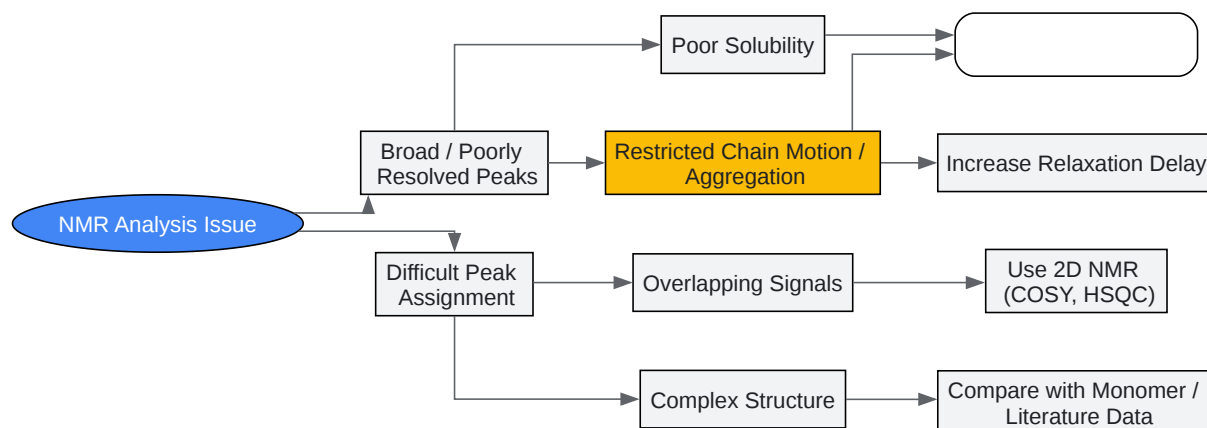 Poor Solubility
Broad / Poorly
Resolved Peaks
Restricted Chain Motion /
Aggregation
Increase Relaxation Delay
NMR Analysis Issue
Difficult Peak
Assignment
Overlapping Signals
Use 2D NMR
(COSY, HSQC)
Complex Structure
Compare with Monomer /
Literature Data